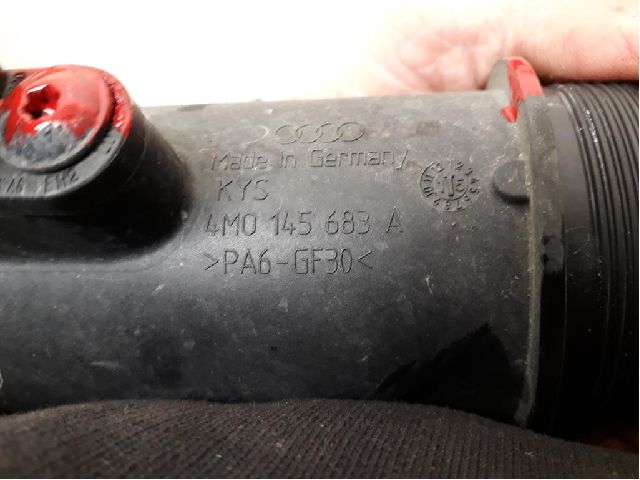 Made in Germany
KYS
4M0 145 683 A
>PA6-GF30<